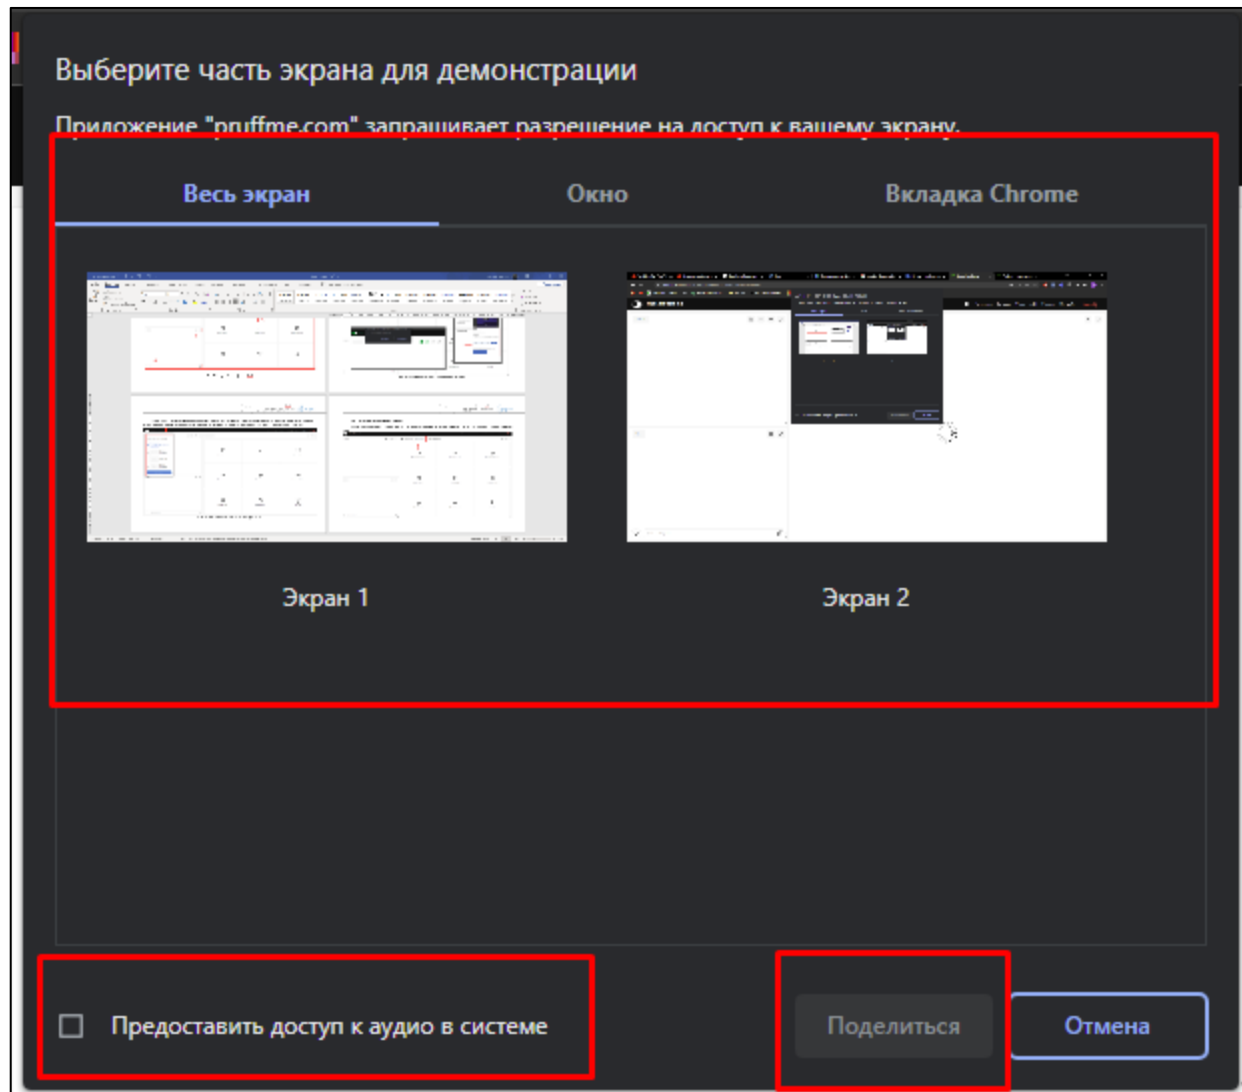 Выберите часть экрана для демонстрации
Приложение "pruffme.com" запрашивает разрешение на доступ к вашему экрану.
Весь экран Окно Вкладка Chrome
Экран 1 Экран 2
Предоставить доступ к аудио в системе Поделиться Отмена